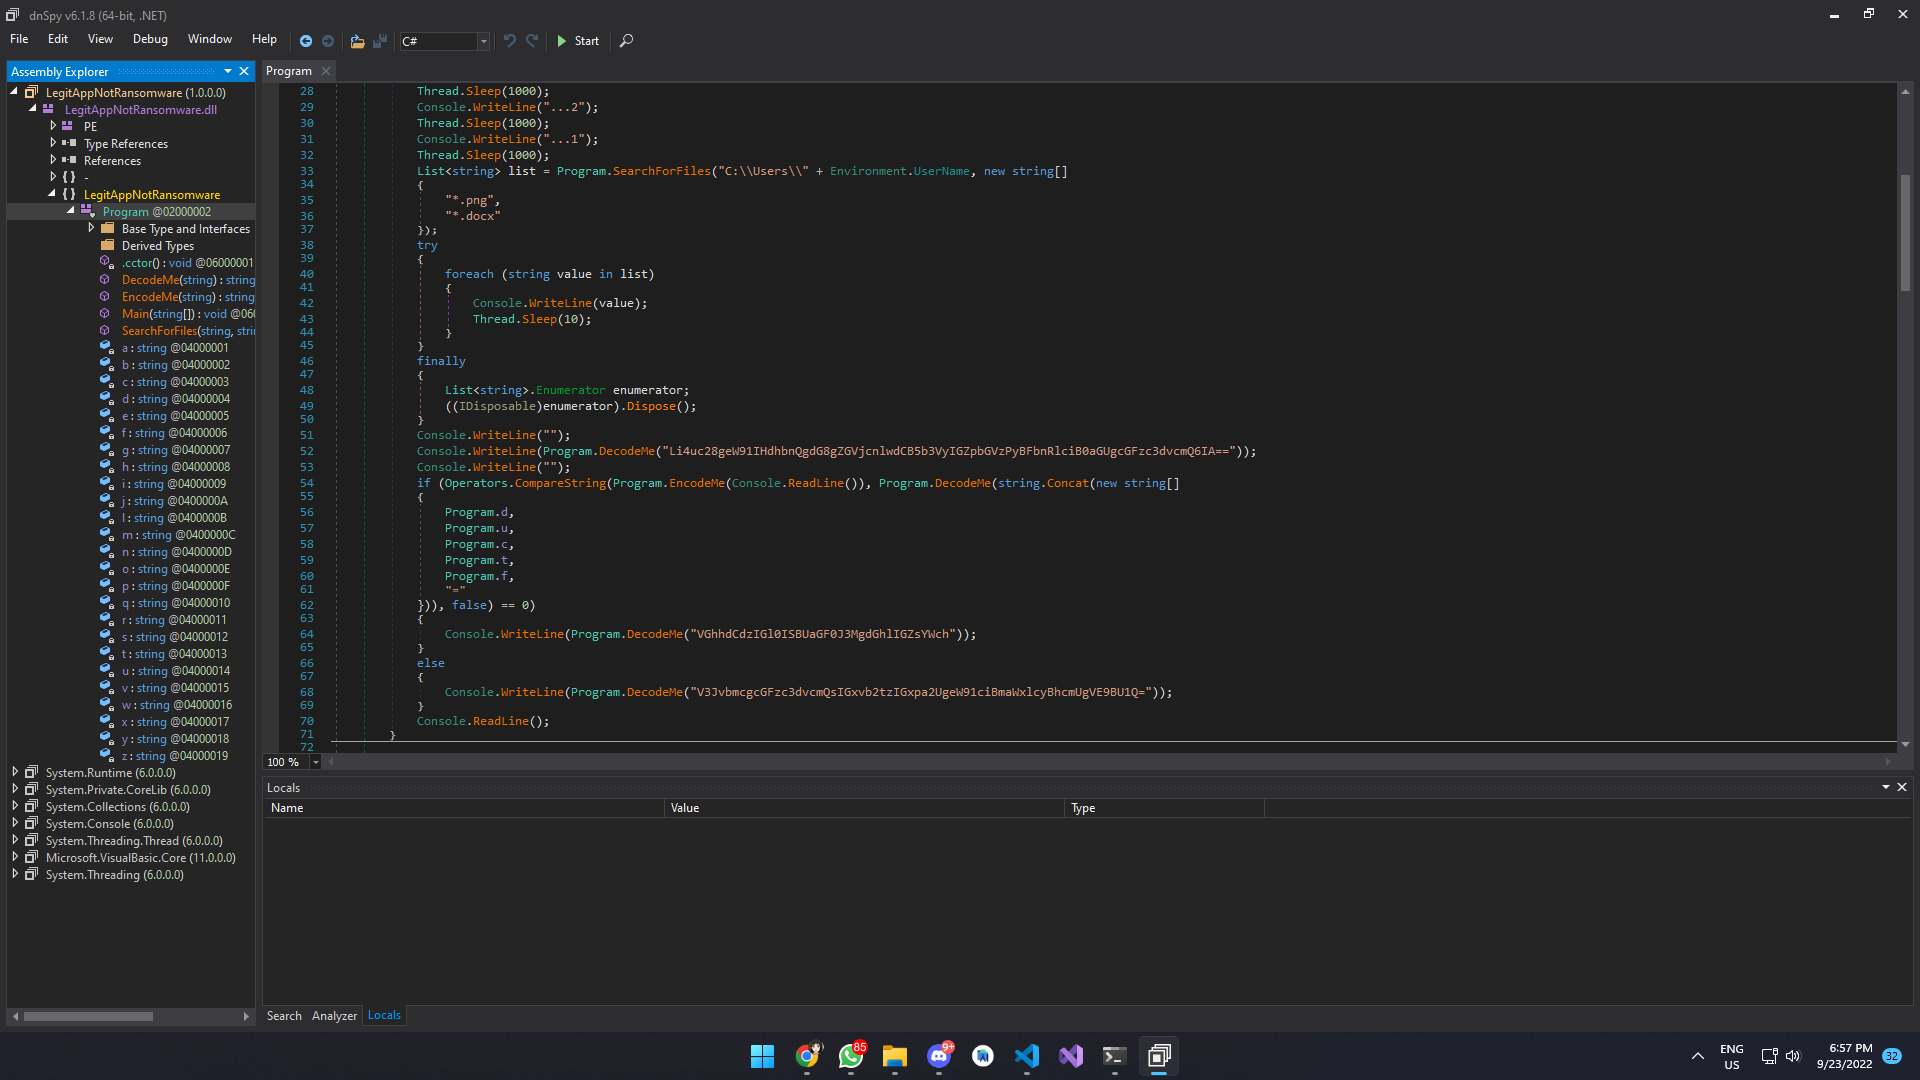 dnSpy v6.1.8 (64-bit, .NET)
File Edit View Debug Window Help C# Start
Assembly Explorer
LegitAppNotRansomware (1.0.0.0)
LegitAppNotRansomware.dll
PE
Type References
References
{ } -
{ } LegitAppNotRansomware
Program @02000002
Base Type and Interfaces
Derived Types
.cctor() : void @06000001
DecodeMe(string) : string
EncodeMe(string) : string
Main(string[]) : void @060
SearchForFiles(string, stri
a : string @04000001
b : string @04000002
c : string @04000003
d : string @04000004
e : string @04000005
f : string @04000006
g : string @04000007
h : string @04000008
i : string @04000009
j : string @0400000A
l : string @0400000B
m : string @0400000C
n : string @0400000D
o : string @0400000E
p : string @0400000F
q : string @04000010
r : string @04000011
s : string @04000012
t : string @04000013
u : string @04000014
v : string @04000015
w : string @04000016
x : string @04000017
y : string @04000018
z : string @04000019
System.Runtime (6.0.0.0)
System.Private.CoreLib (6.0.0.0)
System.Collections (6.0.0.0)
System.Console (6.0.0.0)
System.Threading.Thread (6.0.0.0)
Microsoft.VisualBasic.Core (11.0.0.0)
System.Threading (6.0.0.0)
Program
28 Thread.Sleep(1000);
29 Console.WriteLine("...2");
30 Thread.Sleep(1000);
31 Console.WriteLine("...1");
32 Thread.Sleep(1000);
33 List<string> list = Program.SearchForFiles("C:\\Users\\" + Environment.UserName, new string[]
34 {
35 "*.png",
36 "*.docx"
37 });
38 try
39 {
40 foreach (string value in list)
41 {
42 Console.WriteLine(value);
43 Thread.Sleep(10);
44 }
45 }
46 finally
47 {
48 List<string>.Enumerator enumerator;
49 ((IDisposable)enumerator).Dispose();
50 }
51 Console.WriteLine("");
52 Console.WriteLine(Program.DecodeMe("Li4uc28geW91IHdhbnQgdG8gZGVjcnlwdCB5b3VyIGZpbGVzPyBFbnRlciB0aGUgcGFzc3dvcmQ6IA=="));
53 Console.WriteLine("");
54 if (Operators.CompareString(Program.EncodeMe(Console.ReadLine()), Program.DecodeMe(string.Concat(new string[]
55 {
56 Program.d,
57 Program.u,
58 Program.c,
59 Program.t,
60 Program.f,
61 "="
62 })), false) == 0)
63 {
64 Console.WriteLine(Program.DecodeMe("VGhhdCdzIGl0ISBUaGF0J3MgdGhlIGZsYWch"));
65 }
66 else
67 {
68 Console.WriteLine(Program.DecodeMe("V3JvbmcgcGFzc3dvcmQsIGxvb2tzIGxpa2UgeW91ciBmaWxlcyBhcmUgVE9BU1Q="));
69 }
70 Console.ReadLine();
71 }
72
100 %
Locals
Name Value Type
Search Analyzer Locals
85
9+
ENG
US
6:57 PM
9/23/2022
32